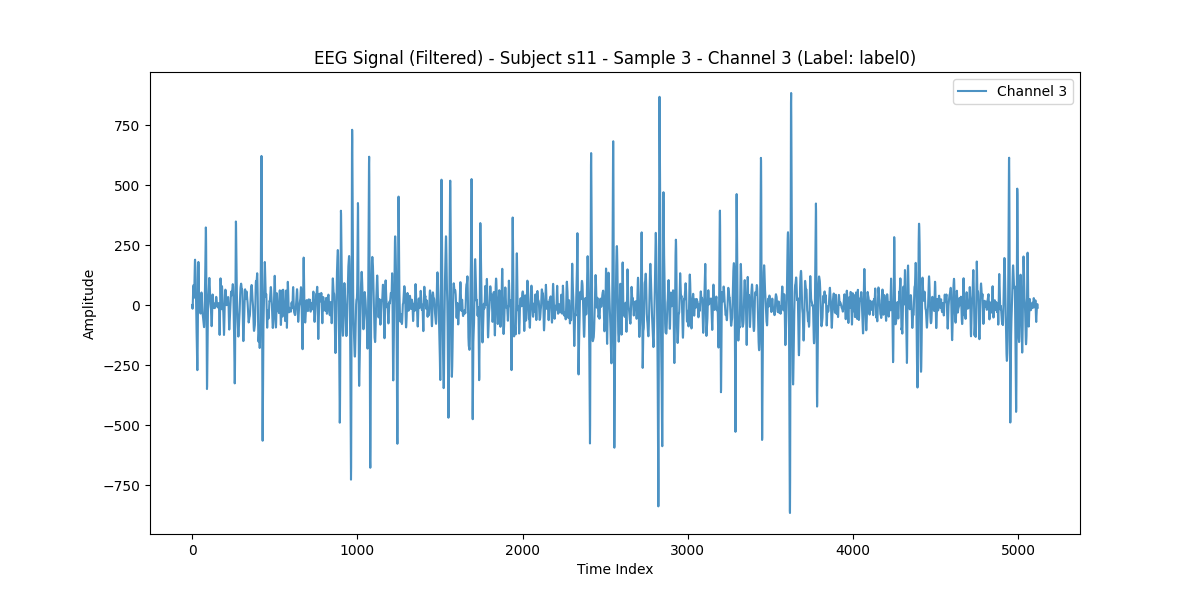 EEG Signal (Filtered) - Subject s11 - Sample 3 - Channel 3 (Label: label0)
Channel 3
750
500
250
0
−250
−500
−750
Amplitude
0 1000 2000 3000 4000 5000
Time Index